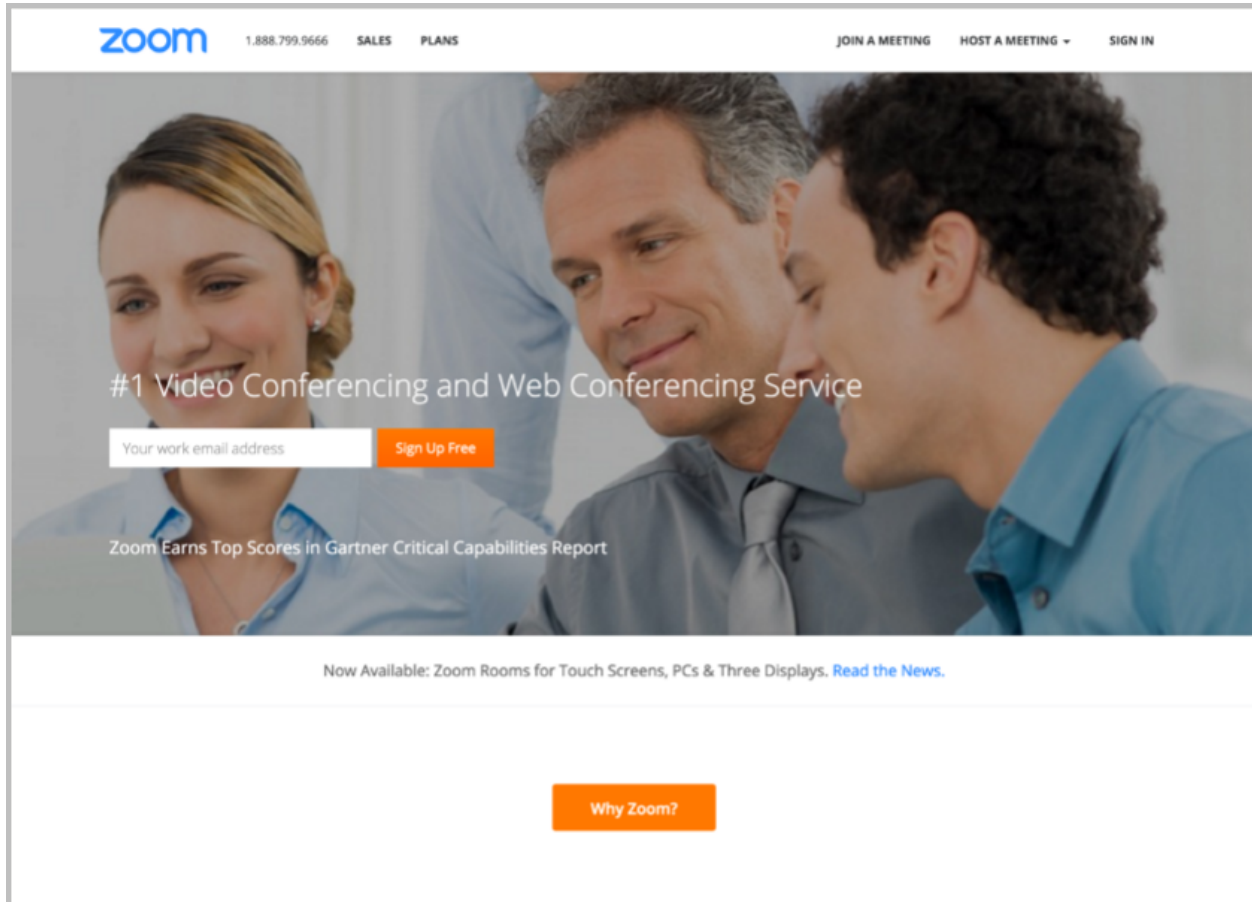 zoom 1.888.799.9666 SALES PLANS JOIN A MEETING HOST A MEETING SIGN IN
#1 Video Conferencing and Web Conferencing Service
Your work email address Sign Up Free
Zoom Earns Top Scores in Gartner Critical Capabilities Report
Now Available: Zoom Rooms for Touch Screens, PCs & Three Displays. Read the News.
Why Zoom?